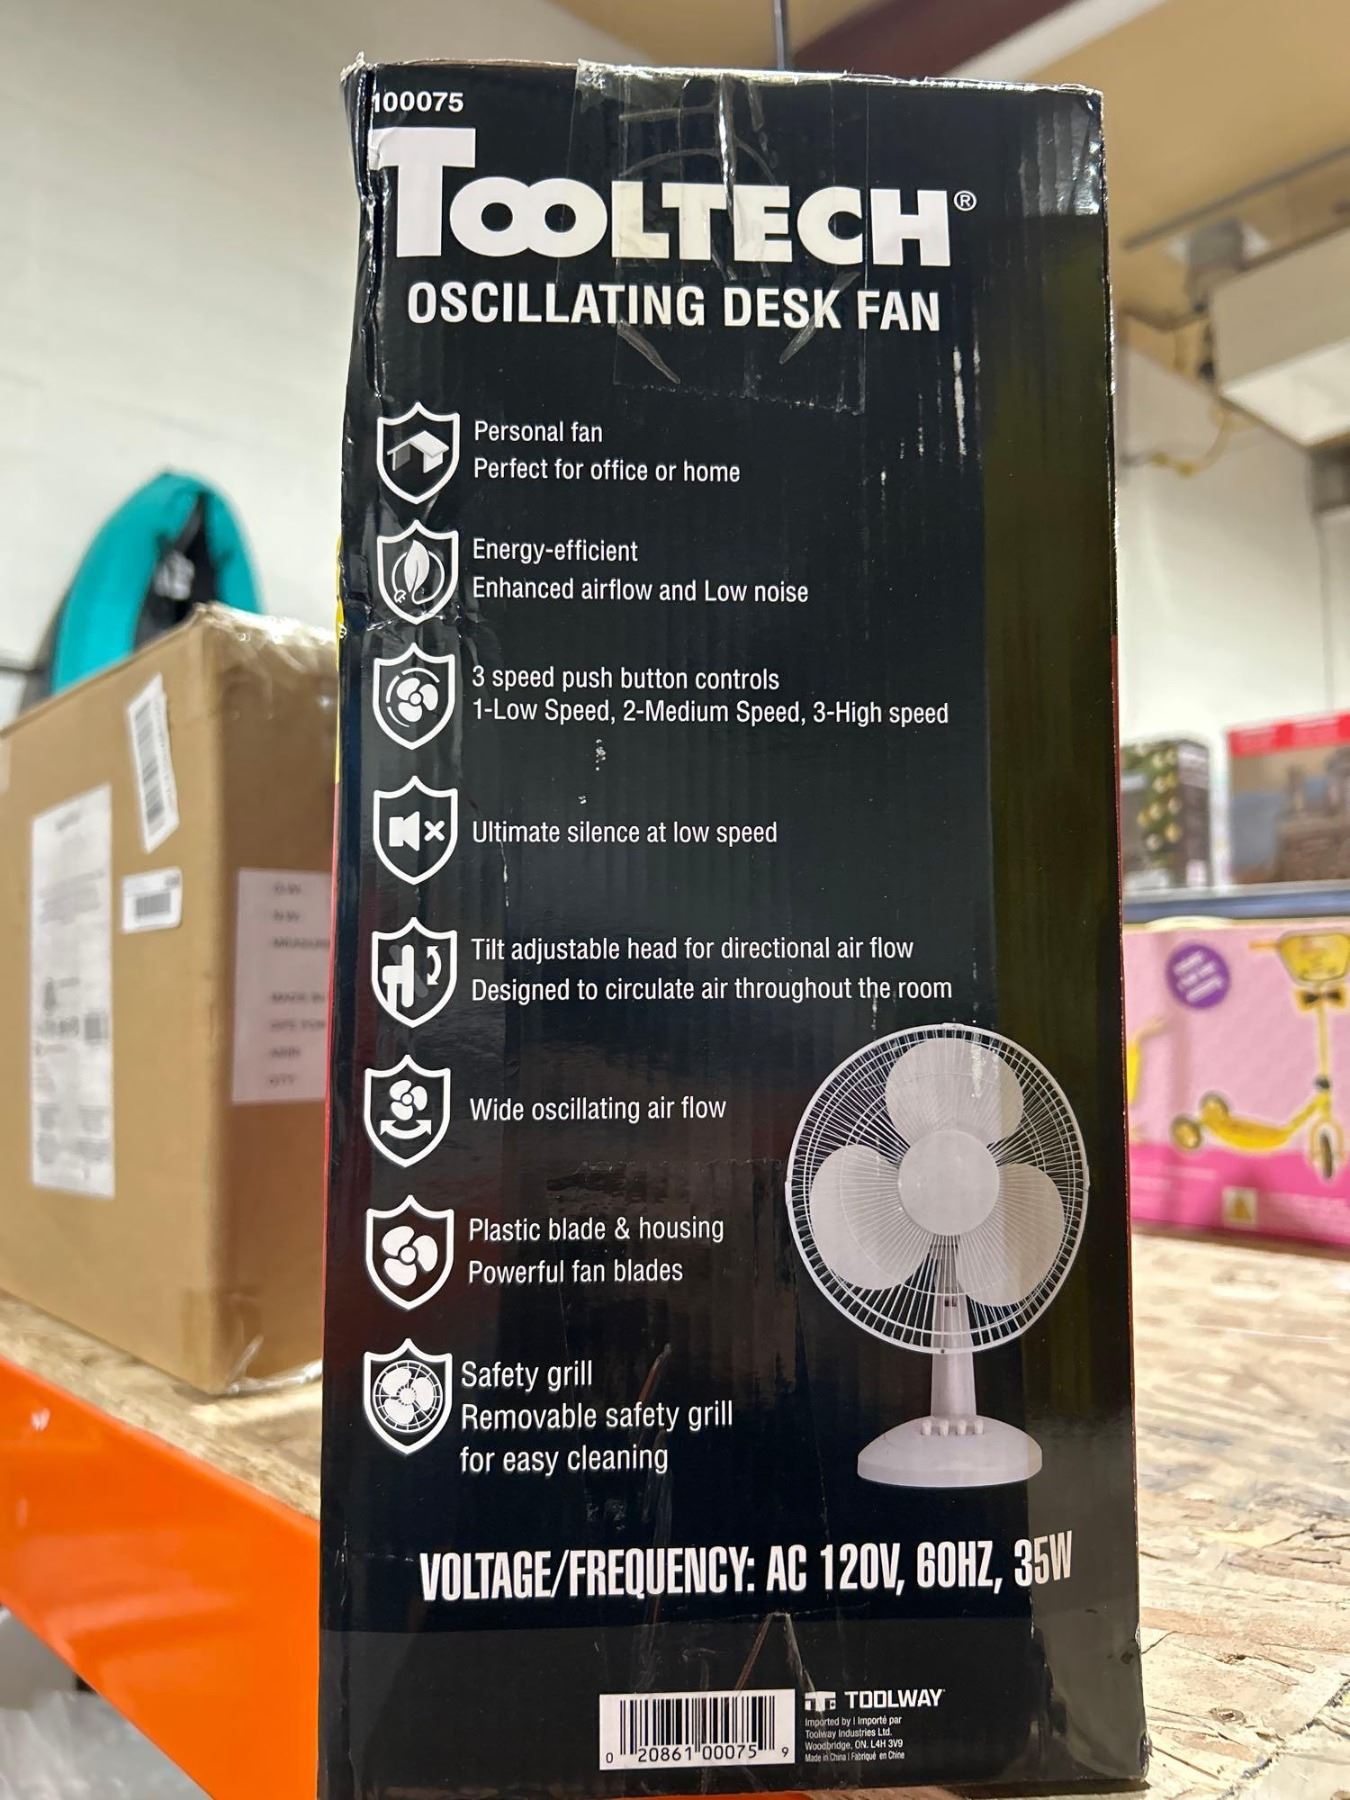 100075
TOOLTECH®
OSCILLATING DESK FAN
Personal fan
Perfect for office or home
Energy-efficient
Enhanced airflow and Low noise
3 speed push button controls
1-Low Speed, 2-Medium Speed, 3-High speed
Ultimate silence at low speed
Tilt adjustable head for directional air flow
Designed to circulate air throughout the room
Wide oscillating air flow
Plastic blade & housing
Powerful fan blades
Safety grill
Removable safety grill
for easy cleaning
VOLTAGE/FREQUENCY: AC 120V, 60HZ, 35W
TOOLWAY
Imported by | Importé par
Toolway Industries Ltd.
Woodbridge, ON. L4H 3V9
Made in China | Fabriqué en Chine
0 20861 00075 9
G.W.
N.W.